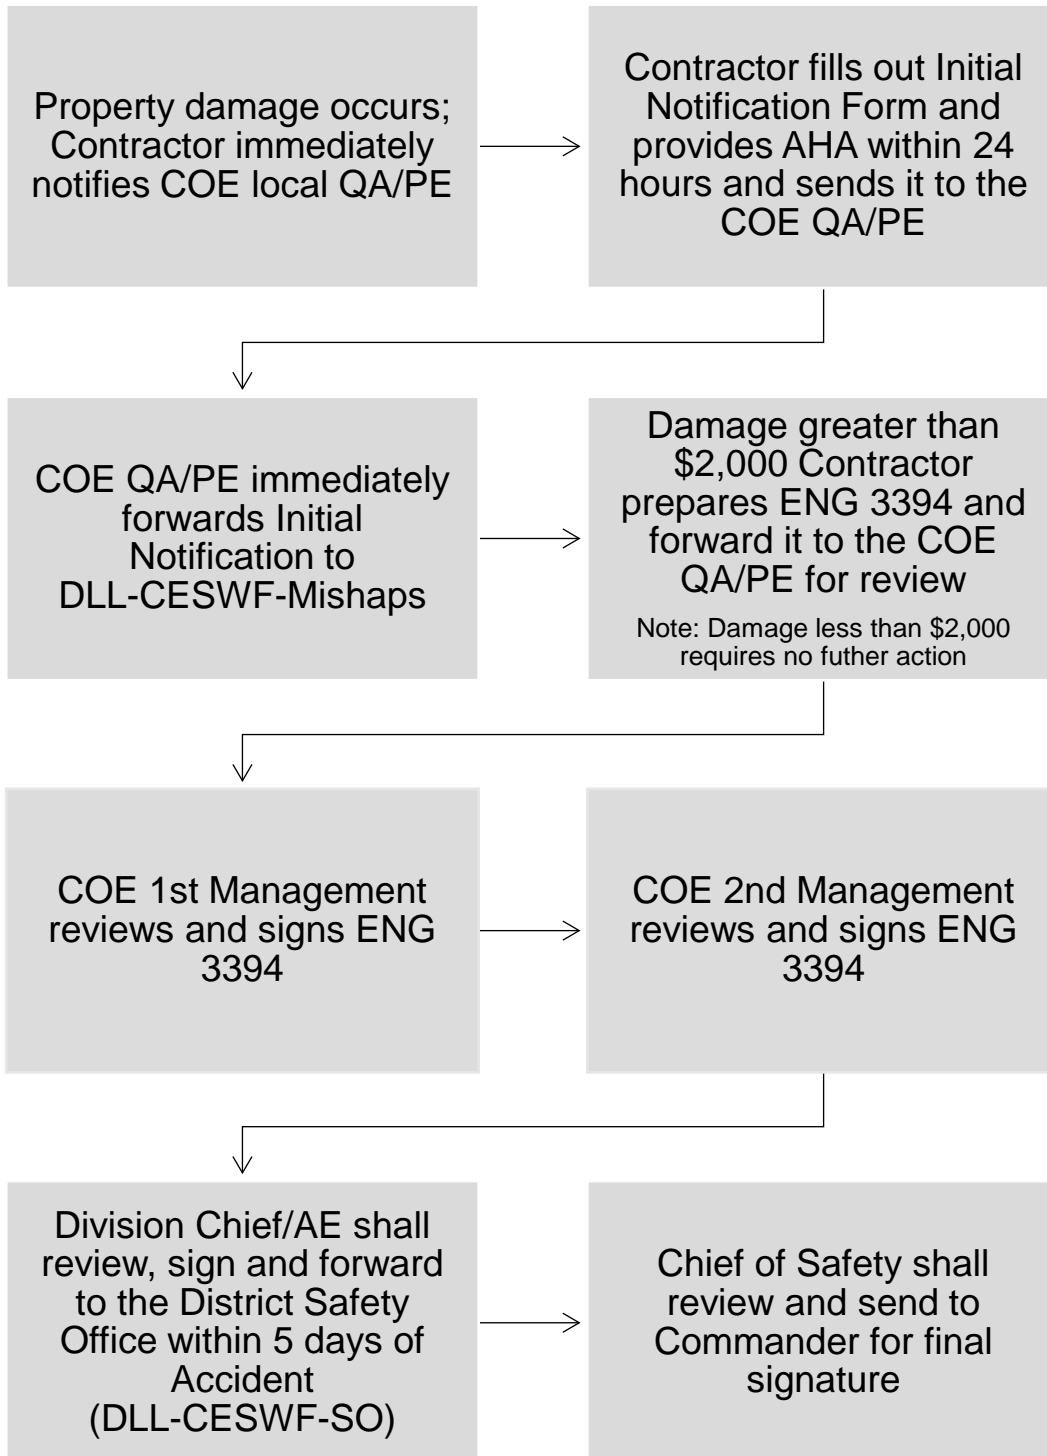 Property damage occurs;
Contractor immediately
notifies COE local QA/PE
Contractor fills out Initial
Notification Form and
provides AHA within 24
hours and sends it to the
COE QA/PE
COE QA/PE immediately
forwards Initial
Notification to
DLL-CESWF-Mishaps
Damage greater than
$2,000 Contractor
prepares ENG 3394 and
forward it to the COE
QA/PE for review
Note: Damage less than $2,000
requires no futher action
COE 1st Management
reviews and signs ENG
3394
COE 2nd Management
reviews and signs ENG
3394
Division Chief/AE shall
review, sign and forward
to the District Safety
Office within 5 days of
Accident
(DLL-CESWF-SO)
Chief of Safety shall
review and send to
Commander for final
signature